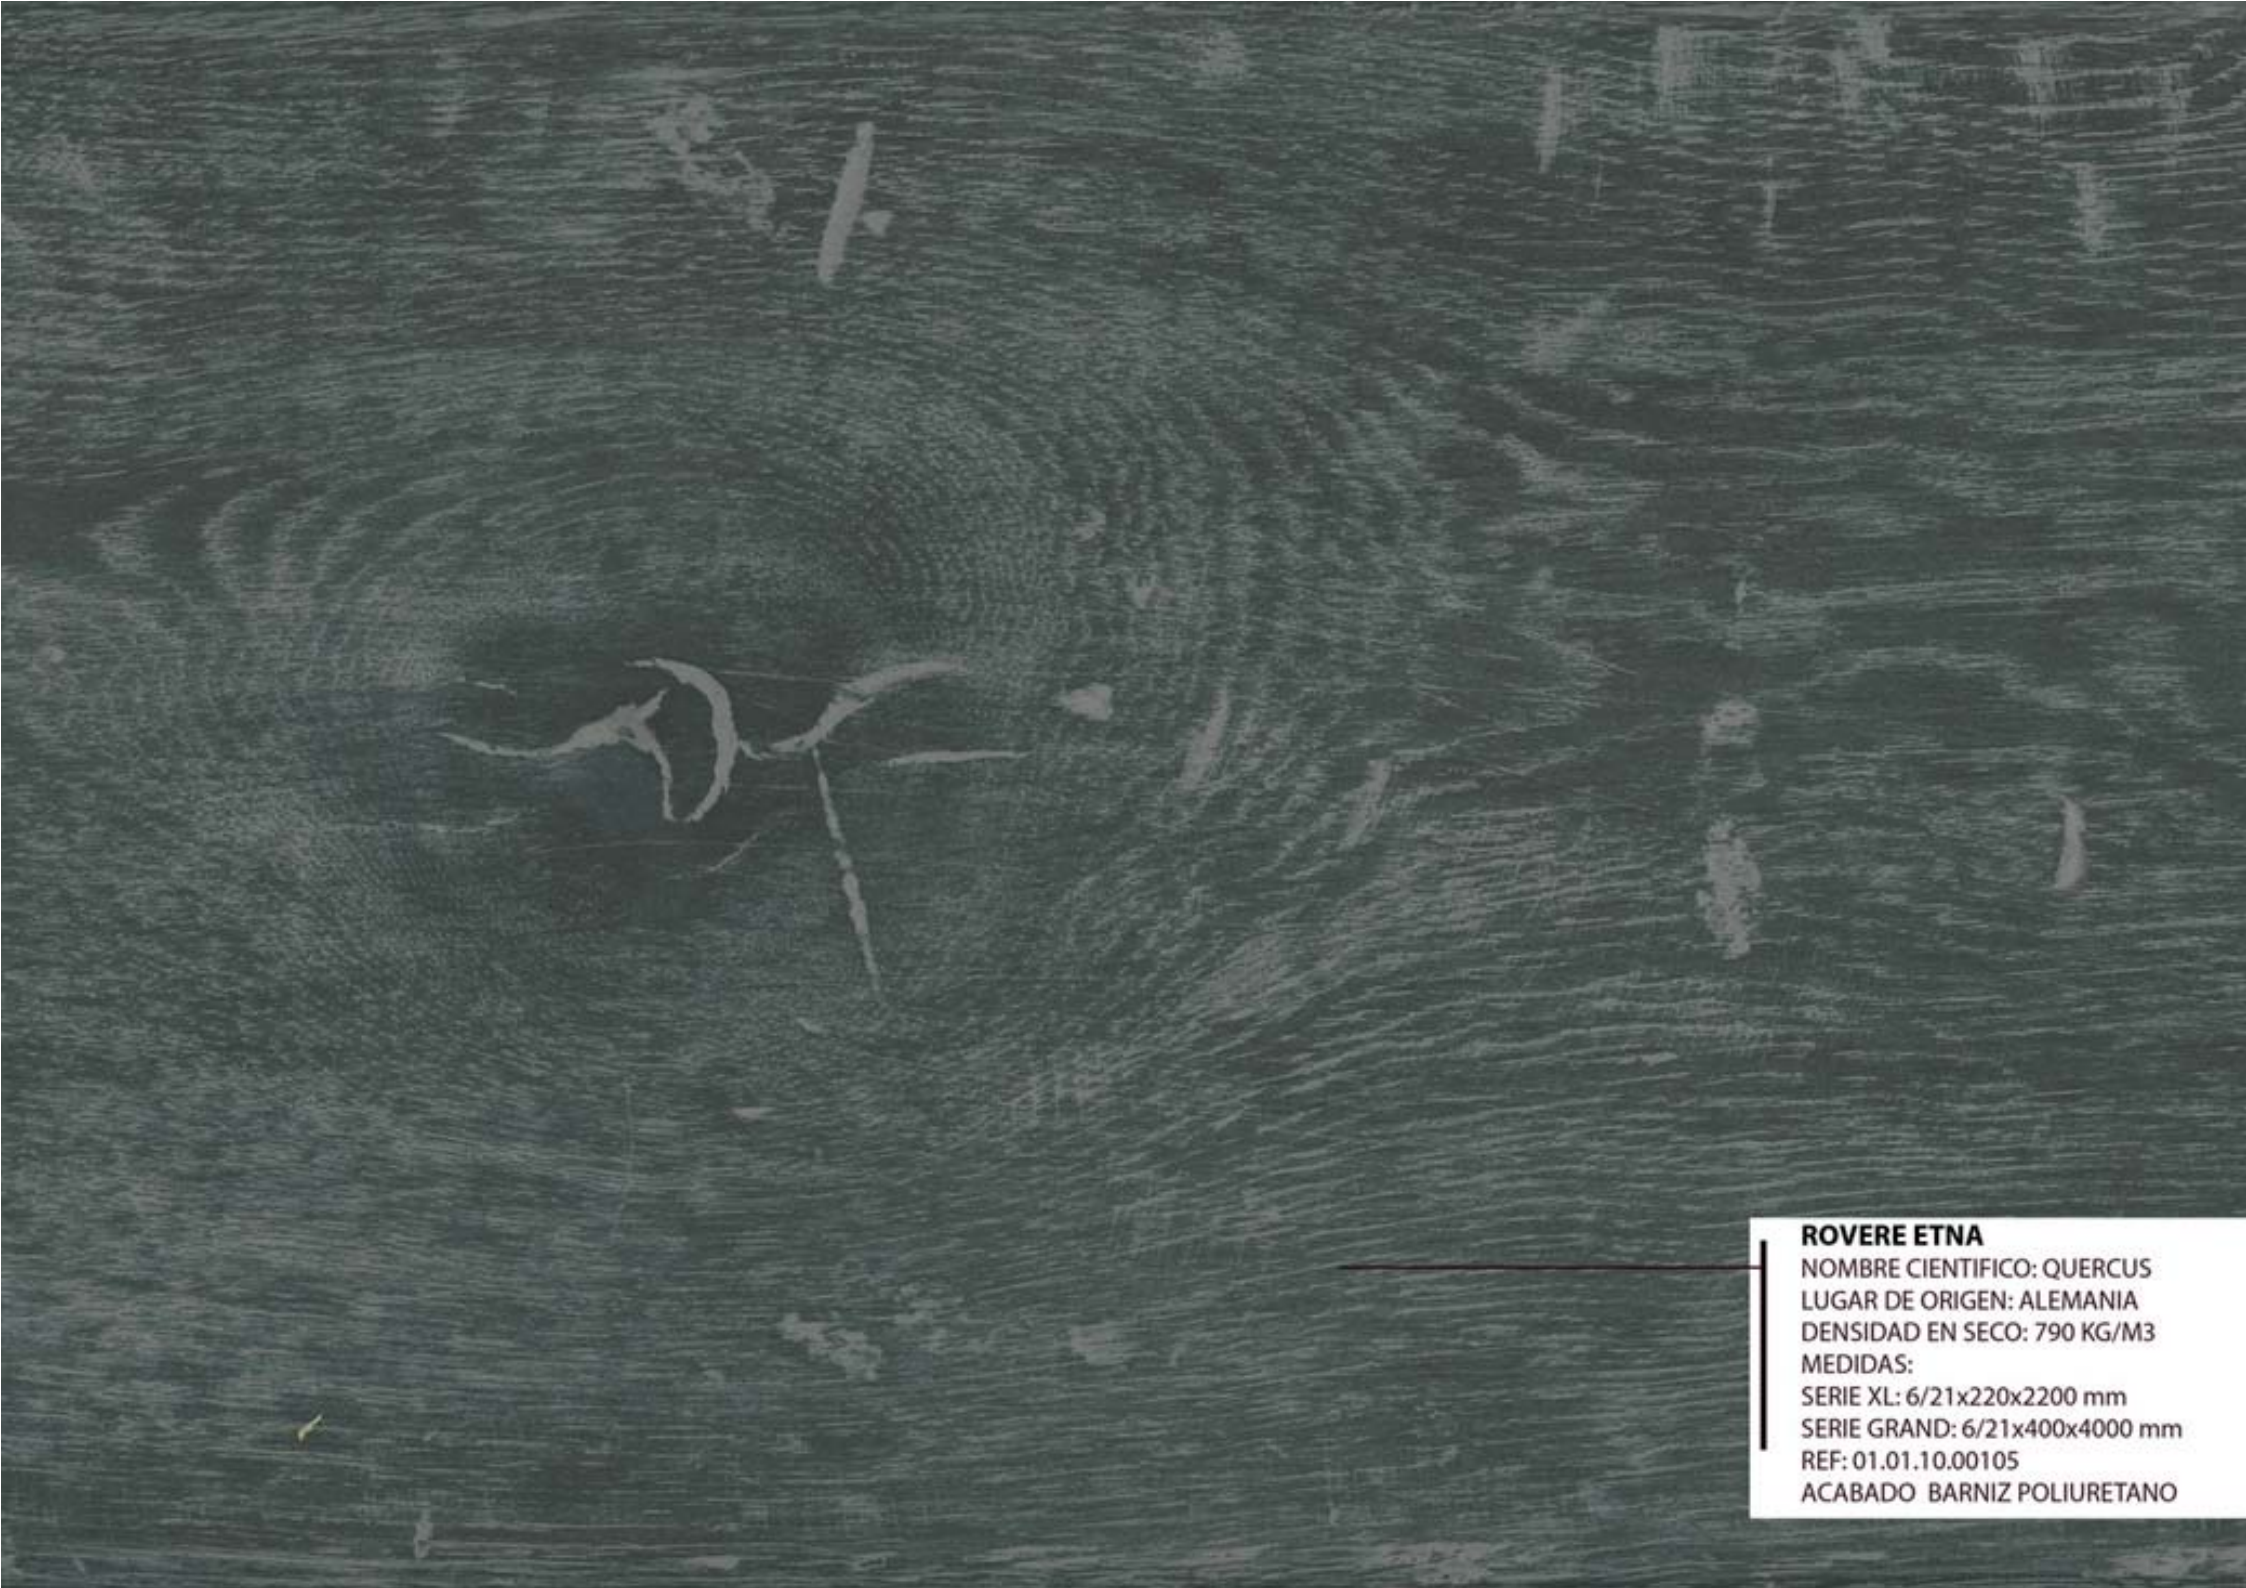 ROVERE ETNA
NOMBRE CIENTIFICO: QUERCUS
LUGAR DE ORIGEN: ALEMANIA
DENSIDAD EN SECO: 790 KG/M3
MEDIDAS:
SERIE XL: 6/21x220x2200 mm
SERIE GRAND: 6/21x400x4000 mm
REF: 01.01.10.00105
ACABADO  BARNIZ POLIURETANO